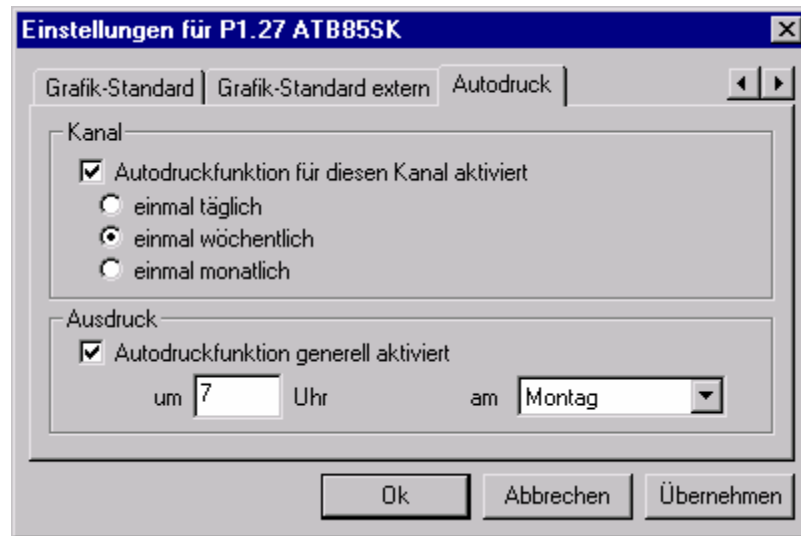 Einstellungen für P1.27 ATB85SK
Grafik-Standard Grafik-Standard extern Autodruck
Kanal
Autodruckfunktion für diesen Kanal aktiviert
einmal täglich
einmal wöchentlich
einmal monatlich
Ausdruck
Autodruckfunktion generell aktiviert
um 7 Uhr am Montag
Ok Abbrechen Übernehmen